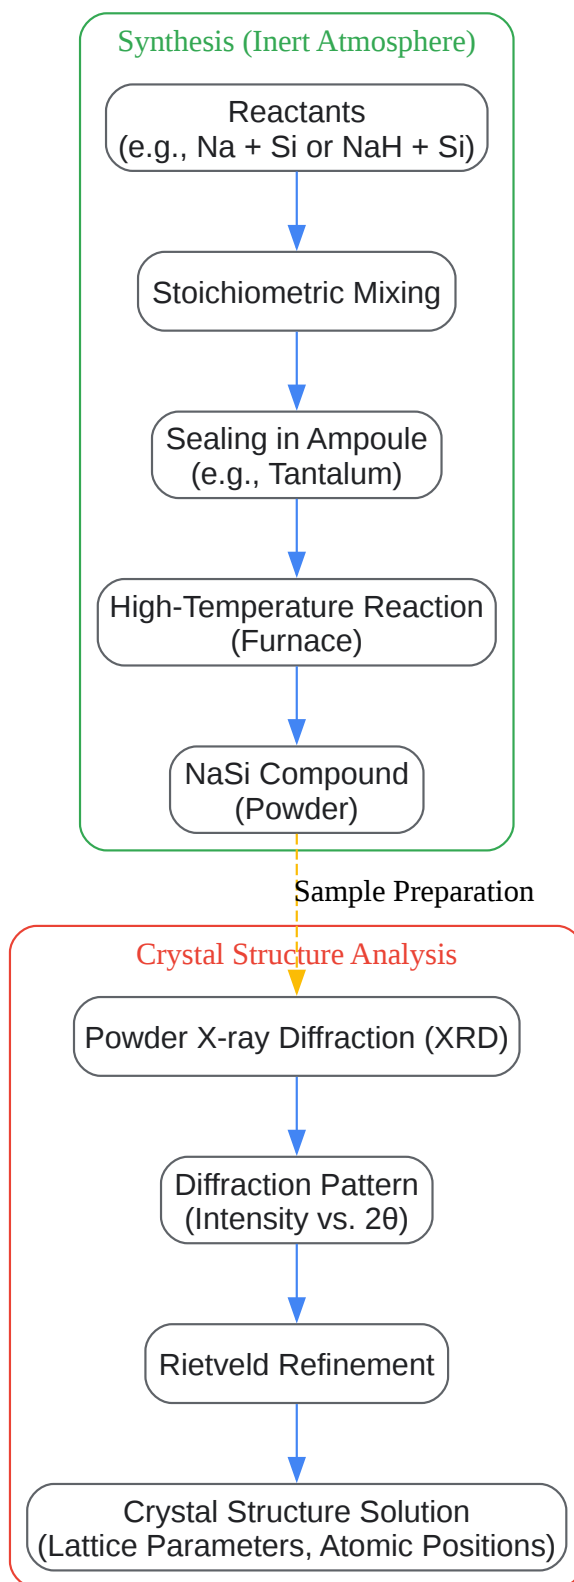 Synthesis (Inert Atmosphere)
Reactants
(e.g., Na + Si or NaH + Si)
Stoichiometric Mixing
Sealing in Ampoule
(e.g., Tantalum)
High-Temperature Reaction
(Furnace)
NaSi Compound
(Powder)
Sample Preparation
Crystal Structure Analysis
Powder X-ray Diffraction (XRD)
Diffraction Pattern
(Intensity vs. 2θ)
Rietveld Refinement
Crystal Structure Solution
(Lattice Parameters, Atomic Positions)